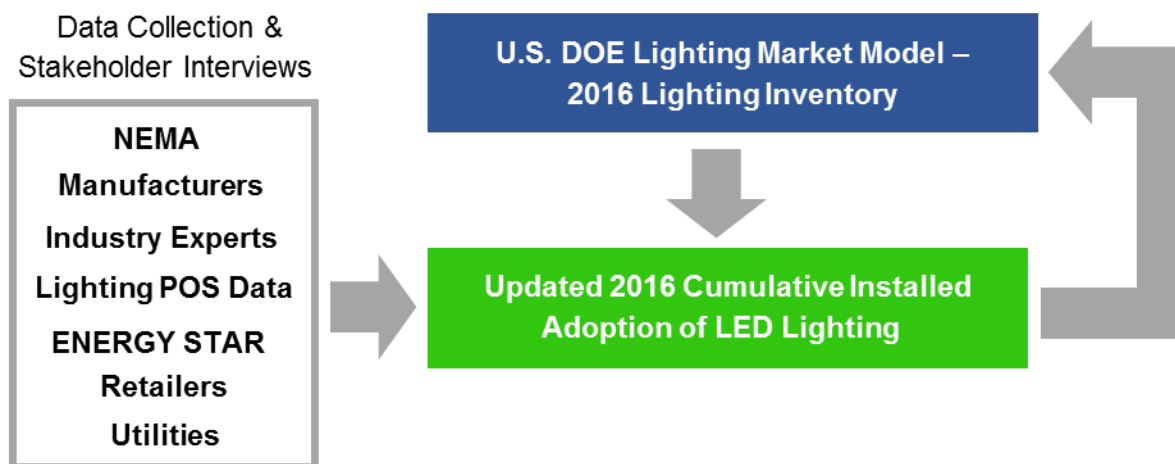 Data Collection &
Stakeholder Interviews
NEMA
Manufacturers
Industry Experts
Lighting POS Data
ENERGY STAR
Retailers
Utilities
U.S. DOE Lighting Market Model –
2016 Lighting Inventory
Updated 2016 Cumulative Installed
Adoption of LED Lighting